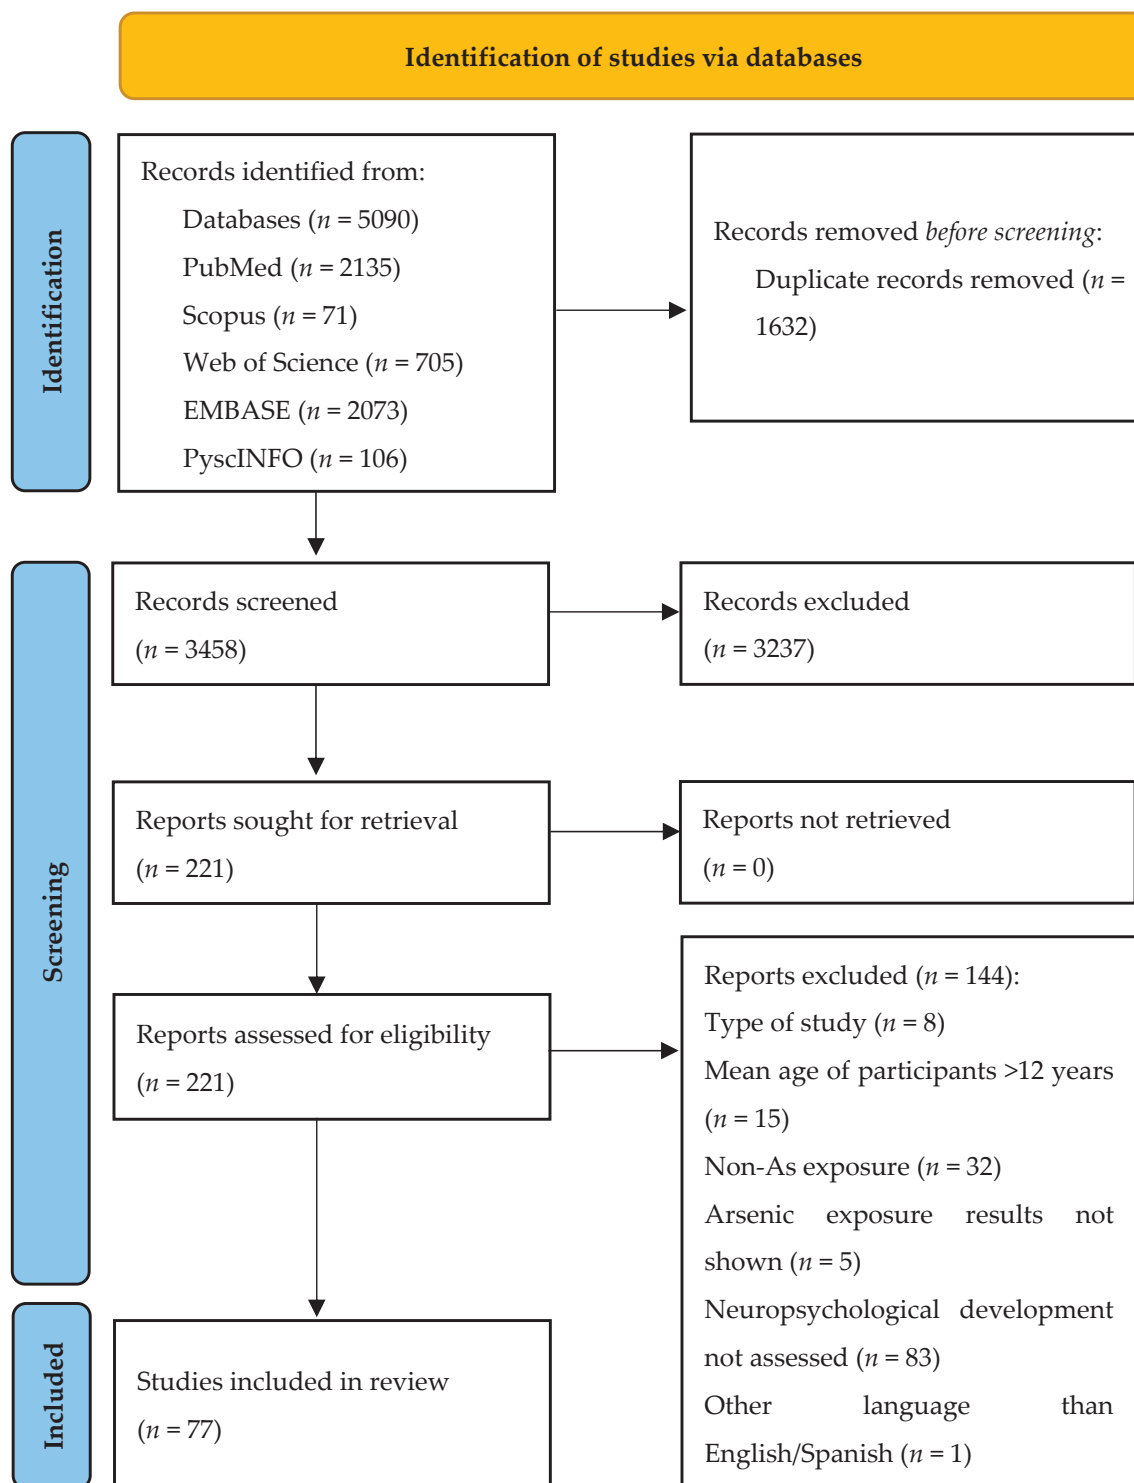 Identification of studies via databases
Identification
Records identified from:
Databases (n = 5090)
PubMed (n = 2135)
Scopus (n = 71)
Web of Science (n = 705)
EMBASE (n = 2073)
PyscINFO (n = 106)
Records removed before screening:
Duplicate records removed (n =
1632)
Screening
Records screened
(n = 3458)
Records excluded
(n = 3237)
Reports sought for retrieval
(n = 221)
Reports not retrieved
(n = 0)
Reports assessed for eligibility
(n = 221)
Reports excluded (n = 144):
Type of study (n = 8)
Mean age of participants >12 years
(n = 15)
Non-As exposure (n = 32)
Arsenic exposure results not
shown (n = 5)
Neuropsychological development
not assessed (n = 83)
Other language than
English/Spanish (n = 1)
Included
Studies included in review
(n = 77)